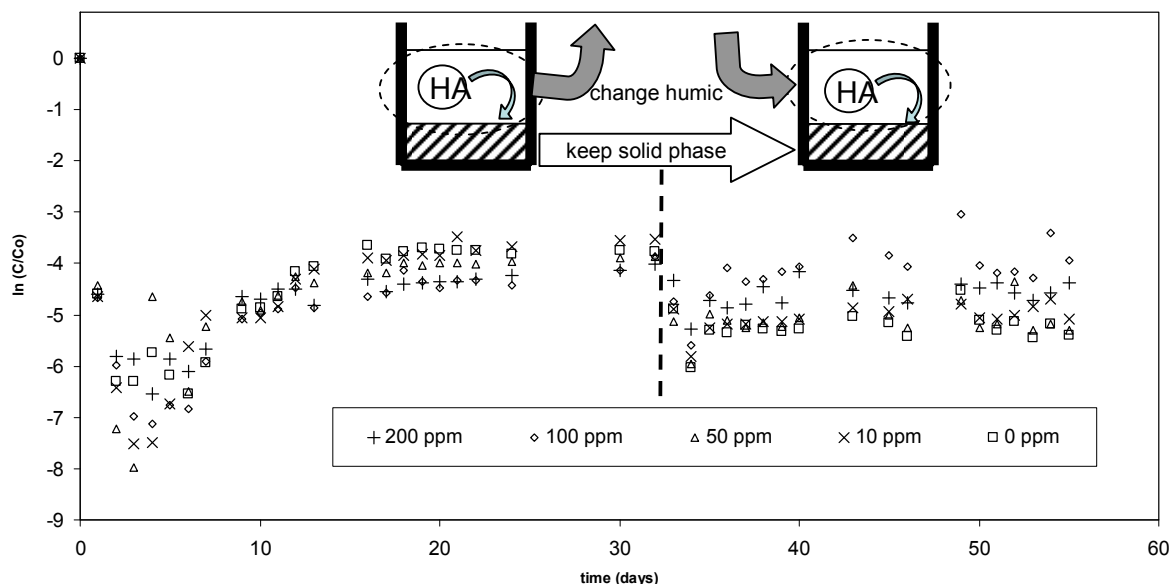 0
-1
-2
-3
-4
-5
-6
-7
-8
-9
ln (C/Co)
HA
change humic
keep solid phase
HA
200 ppm 100 ppm 50 ppm 10 ppm 0 ppm
0 10 20 30 40 50 60
time (days)